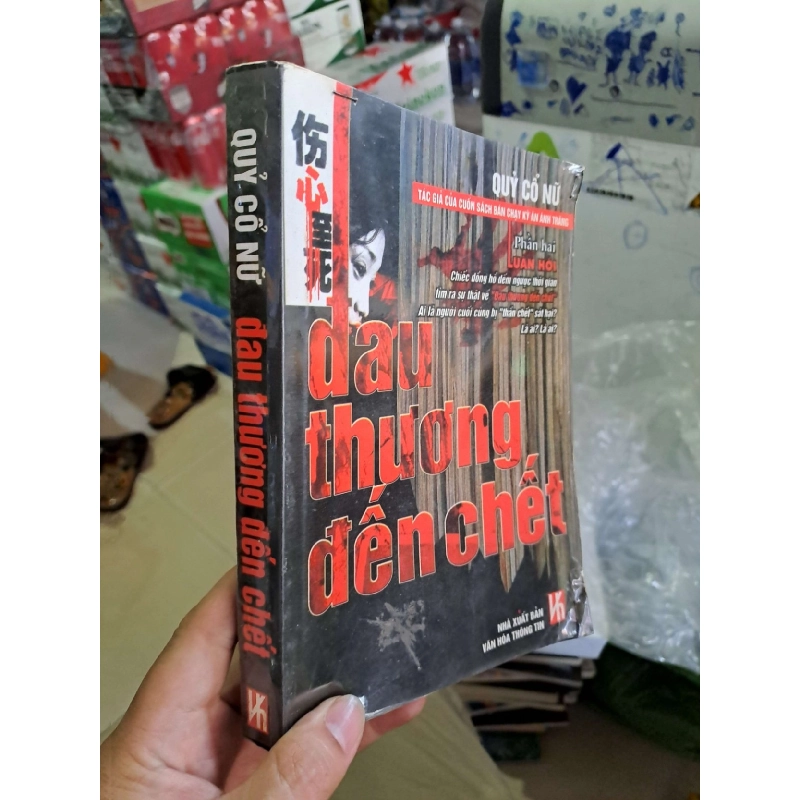 QUỶ CỔ NỮ đau thương đến chết
伤心至死
QUỶ CỔ NỮ
TÁC GIẢ CỦA CUỐN SÁCH BÁN CHẠY KỲ ÁN ÁNH TRĂNG
Phần hai
LUÂN HỒI
Chiếc đồng hồ đếm ngược thời gian
tìm ra sự thật về "Đau thương đến chết"
Ai là người cuối cùng bị "thần chết" sát hại?
Là ai? Là ai?
đau
thương
đến chết
NHÀ XUẤT BẢN
VĂN HÓA THÔNG TIN